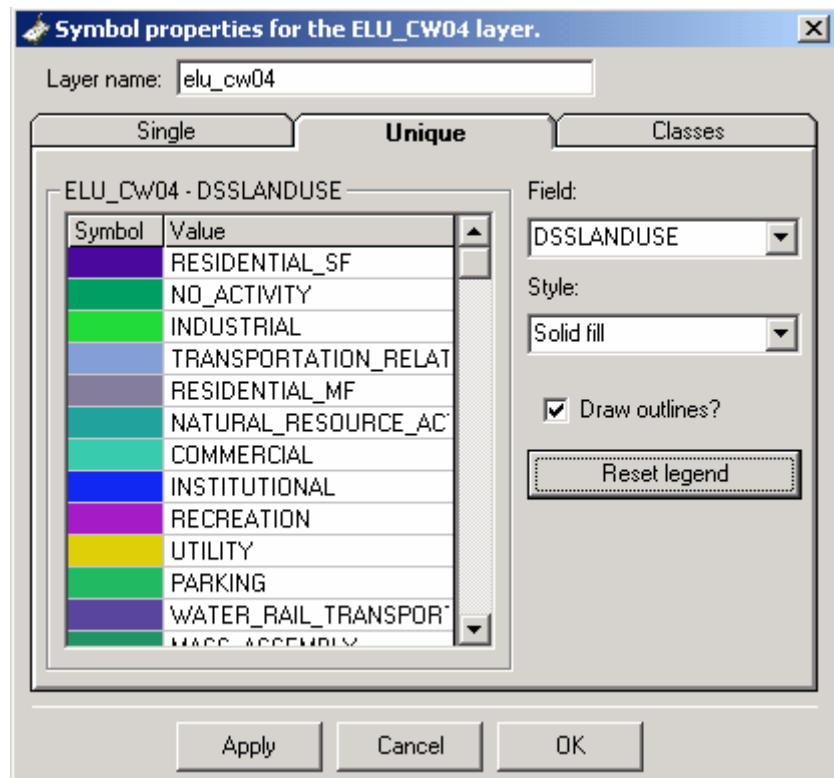 Symbol properties for the ELU_CW04 layer.
Layer name: elu_cw04
Single Unique Classes
ELU_CW04 - DSSLANDUSE
Symbol Value
RESIDENTIAL_SF
NO_ACTIVITY
INDUSTRIAL
TRANSPORTATION_RELAT
RESIDENTIAL_MF
NATURAL_RESOURCE_AC
COMMERCIAL
INSTITUTIONAL
RECREATION
UTILITY
PARKING
WATER_RAIL_TRANSPOR
MASS_ASSEMBLY
Field:
DSSLANDUSE
Style:
Solid fill
Draw outlines?
Reset legend
Apply Cancel OK